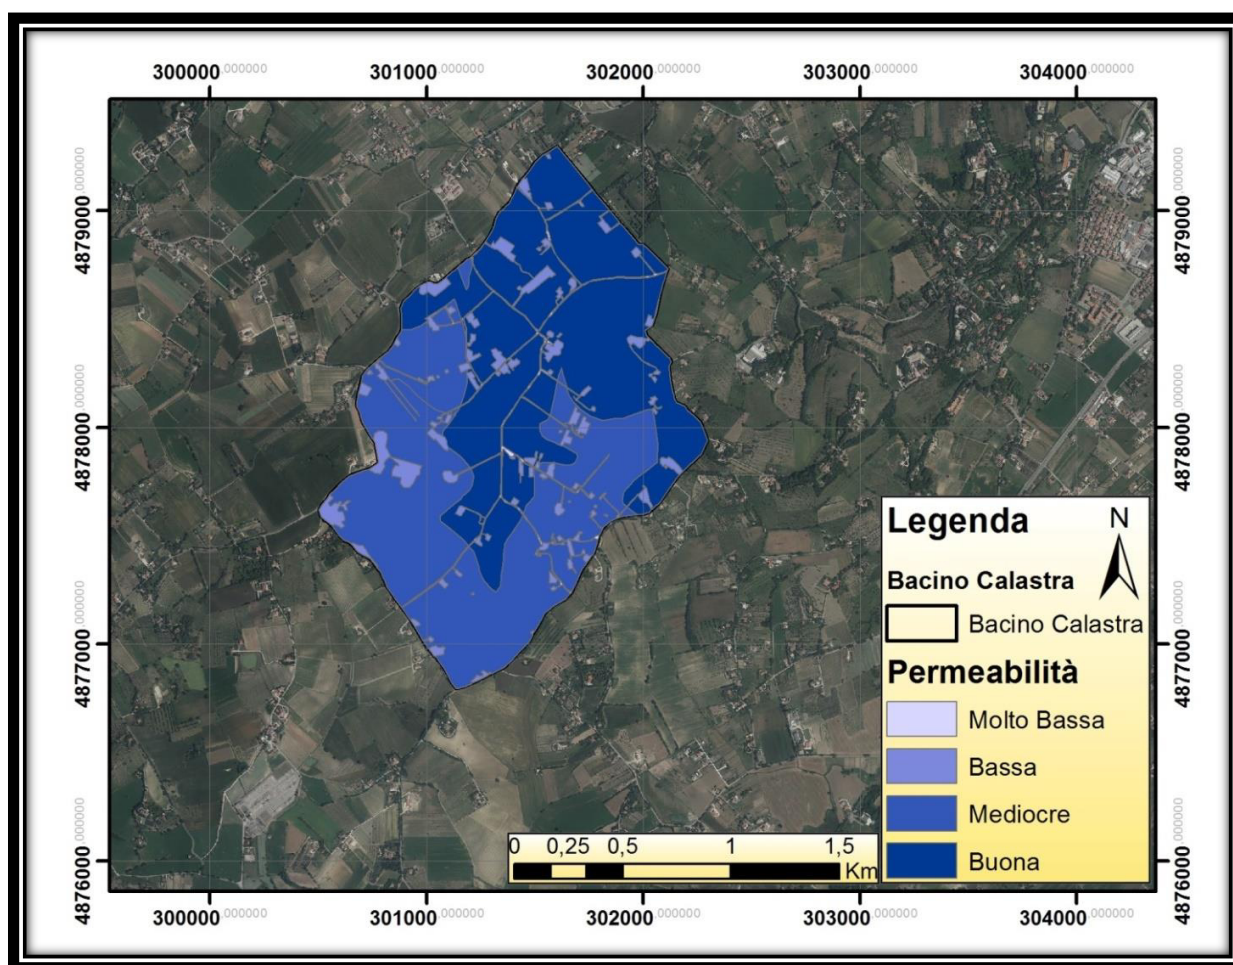 300000,000000 301000,000000 302000,000000 303000,000000 304000,000000
4879000,000000
4878000,000000
4877000,000000
4876000,000000
4879000,000000
4878000,000000
4877000,000000
4876000,000000
Legenda
N
Bacino Calastra
Bacino Calastra
Permeabilità
Molto Bassa
Bassa
Mediocre
Buona
0 0,25 0,5 1 1,5
Km
300000,000000 301000,000000 302000,000000 303000,000000 304000,000000